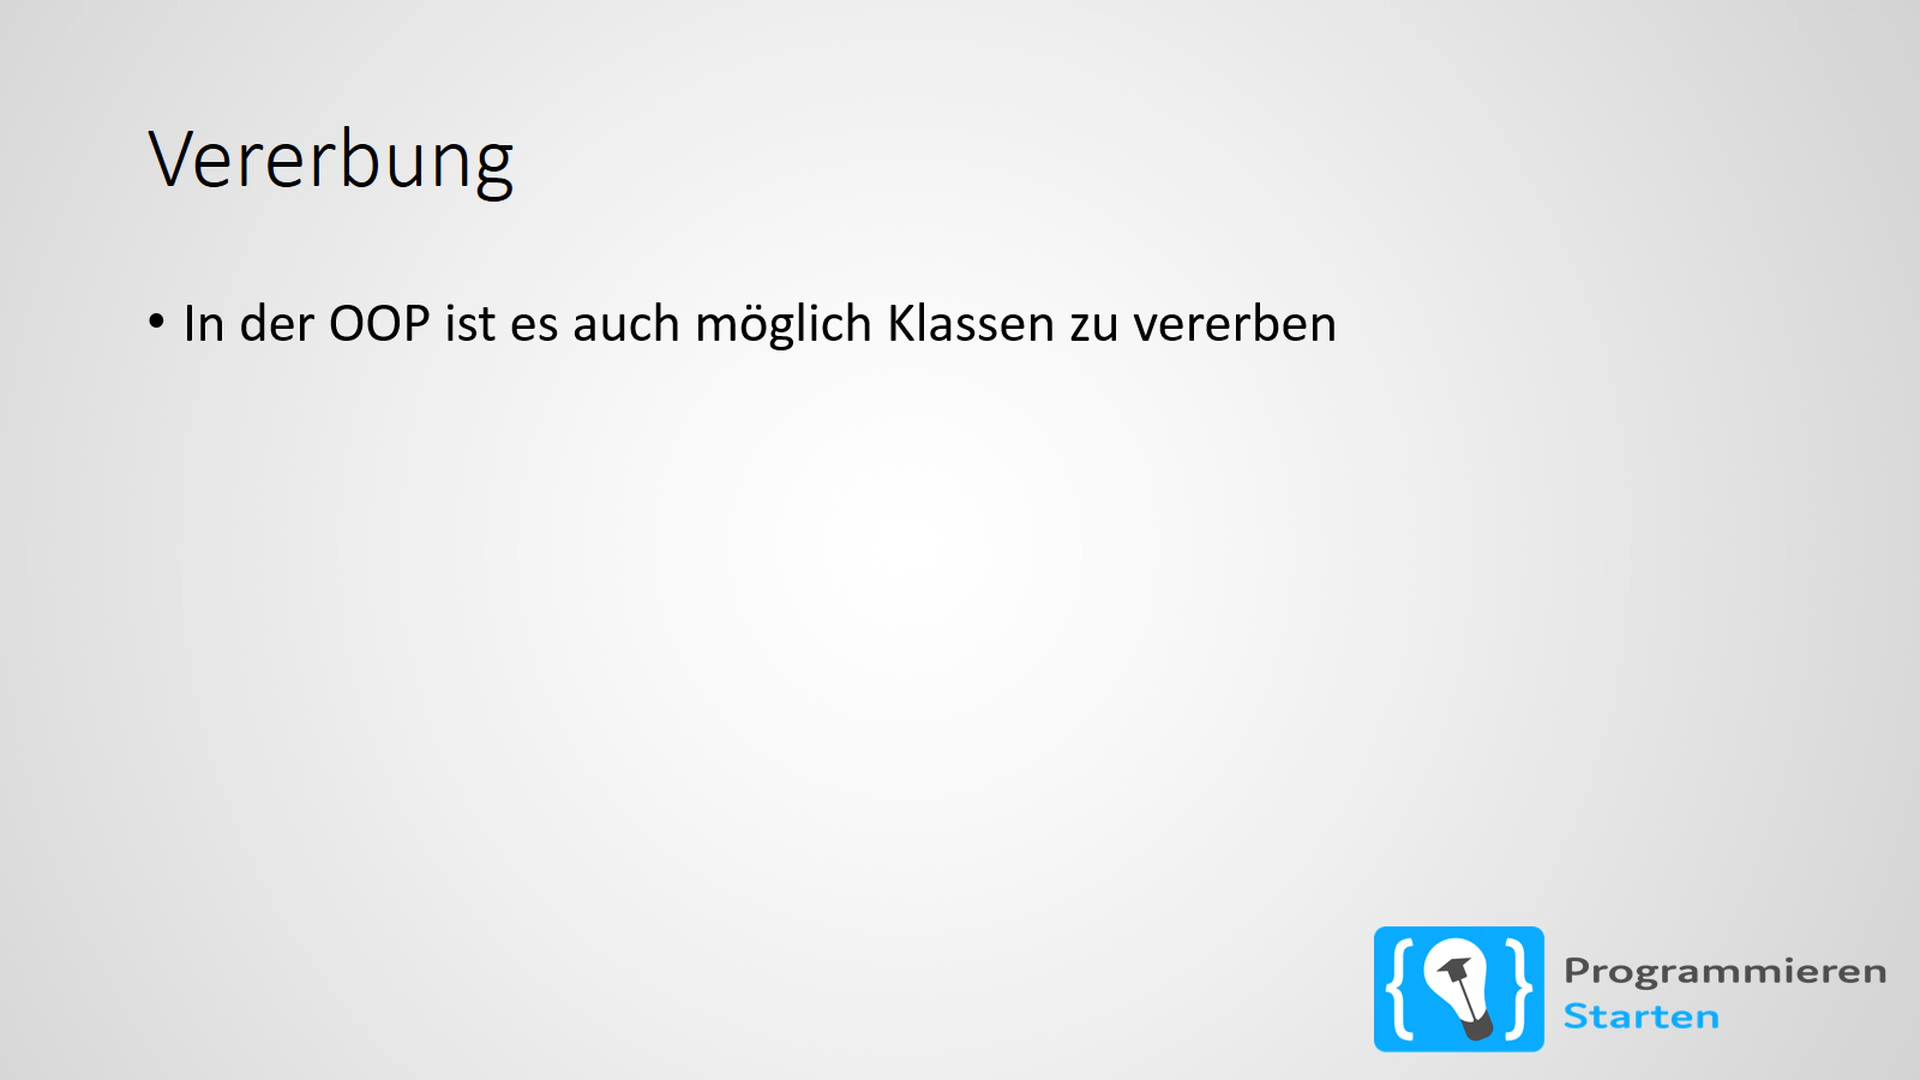 Vererbung
• In der OOP ist es auch möglich Klassen zu vererben
Programmieren
Starten